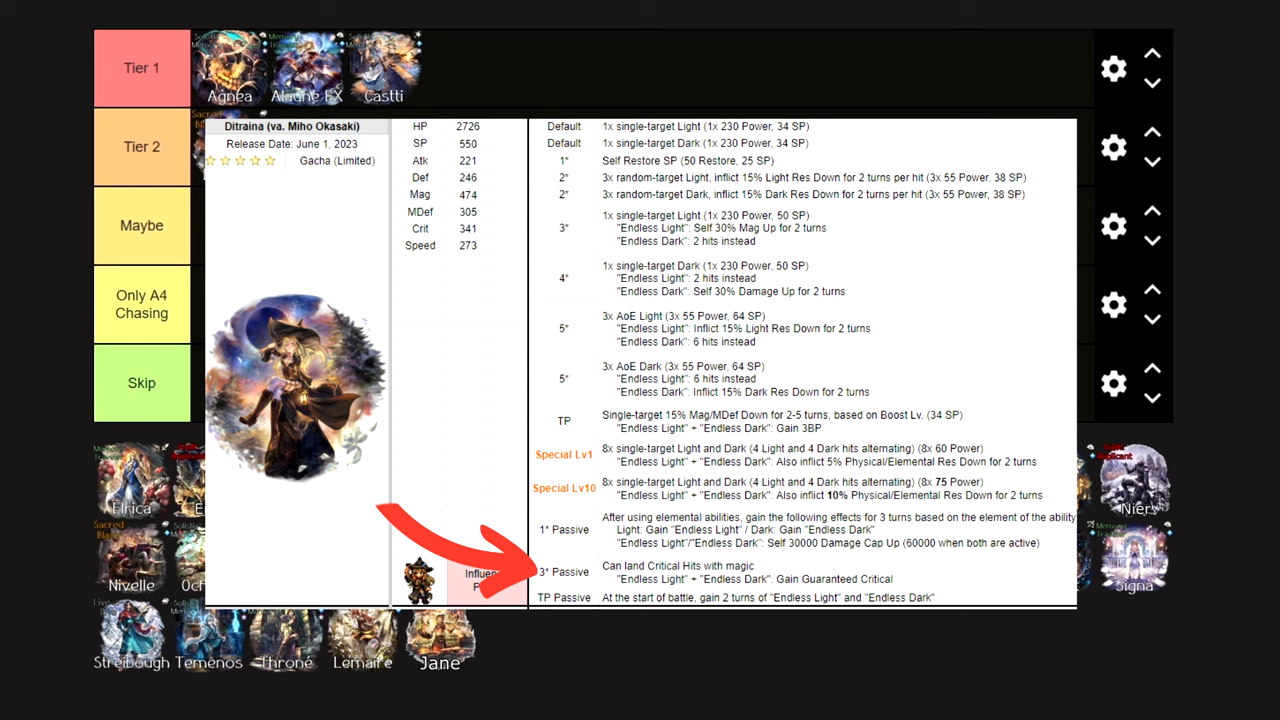 Tier 1
Agnea
Alaune EX
Castti
Tier 2
Maybe
Only A4
Chasing
Skip
Ditraina (va. Miho Okasaki)
Release Date: June 1, 2023
Gacha (Limited)
HP 2726
SP 550
Atk 221
Def 246
Mag 474
MDef 305
Crit 341
Speed 273
Default 1x single-target Light (1x 230 Power, 34 SP)
Default 1x single-target Dark (1x 230 Power, 34 SP)
1* Self Restore SP (50 Restore, 25 SP)
2* 3x random-target Light, inflict 15% Light Res Down for 2 turns per hit (3x 55 Power, 38 SP)
2* 3x random-target Dark, inflict 15% Dark Res Down for 2 turns per hit (3x 55 Power, 38 SP)
3* 1x single-target Light (1x 230 Power, 50 SP)
"Endless Light": Self 30% Mag Up for 2 turns
"Endless Dark": 2 hits instead
4* 1x single-target Dark (1x 230 Power, 50 SP)
"Endless Light": 2 hits instead
"Endless Dark": Self 30% Damage Up for 2 turns
5* 3x AoE Light (3x 55 Power, 64 SP)
"Endless Light": Inflict 15% Light Res Down for 2 turns
"Endless Dark": 6 hits instead
5* 3x AoE Dark (3x 55 Power, 64 SP)
"Endless Light": 6 hits instead
"Endless Dark": Inflict 15% Dark Res Down for 2 turns
TP Single-target 15% Mag/MDef Down for 2-5 turns, based on Boost Lv. (34 SP)
"Endless Light" + "Endless Dark": Gain 3BP
Special Lv1 8x single-target Light and Dark (4 Light and 4 Dark hits alternating) (8x 60 Power)
"Endless Light" + "Endless Dark": Also inflict 5% Physical/Elemental Res Down for 2 turns
Special Lv10 8x single-target Light and Dark (4 Light and 4 Dark hits alternating) (8x 75 Power)
"Endless Light" + "Endless Dark": Also inflict 10% Physical/Elemental Res Down for 2 turns
1* Passive After using elemental abilities, gain the following effects for 3 turns based on the element of the ability
Light: Gain "Endless Light" / Dark: Gain "Endless Dark"
"Endless Light"/"Endless Dark": Self 30000 Damage Cap Up (60000 when both are active)
3* Passive Can land Critical Hits with magic
"Endless Light" + "Endless Dark": Gain Guaranteed Critical
TP Passive At the start of battle, gain 2 turns of "Endless Light" and "Endless Dark"
Elrica
Niers
Nivelle
Signa
Streibough
Temenos
Throné
Lemaire
Jane